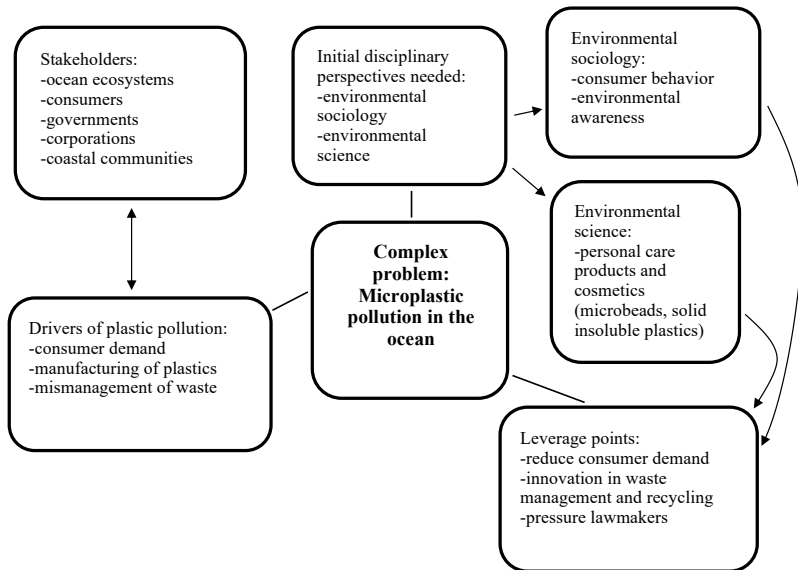 Stakeholders:
-ocean ecosystems
-consumers
-governments
-corporations
-coastal communities
Initial disciplinary
perspectives needed:
-environmental
sociology
-environmental
science
Environmental
sociology:
-consumer behavior
-environmental
awareness
Environmental
science:
-personal care
products and
cosmetics
(microbeads, solid
insoluble plastics)
Complex
problem:
Microplastic
pollution in the
ocean
Drivers of plastic pollution:
-consumer demand
-manufacturing of plastics
-mismanagement of waste
Leverage points:
-reduce consumer demand
-innovation in waste
management and recycling
-pressure lawmakers